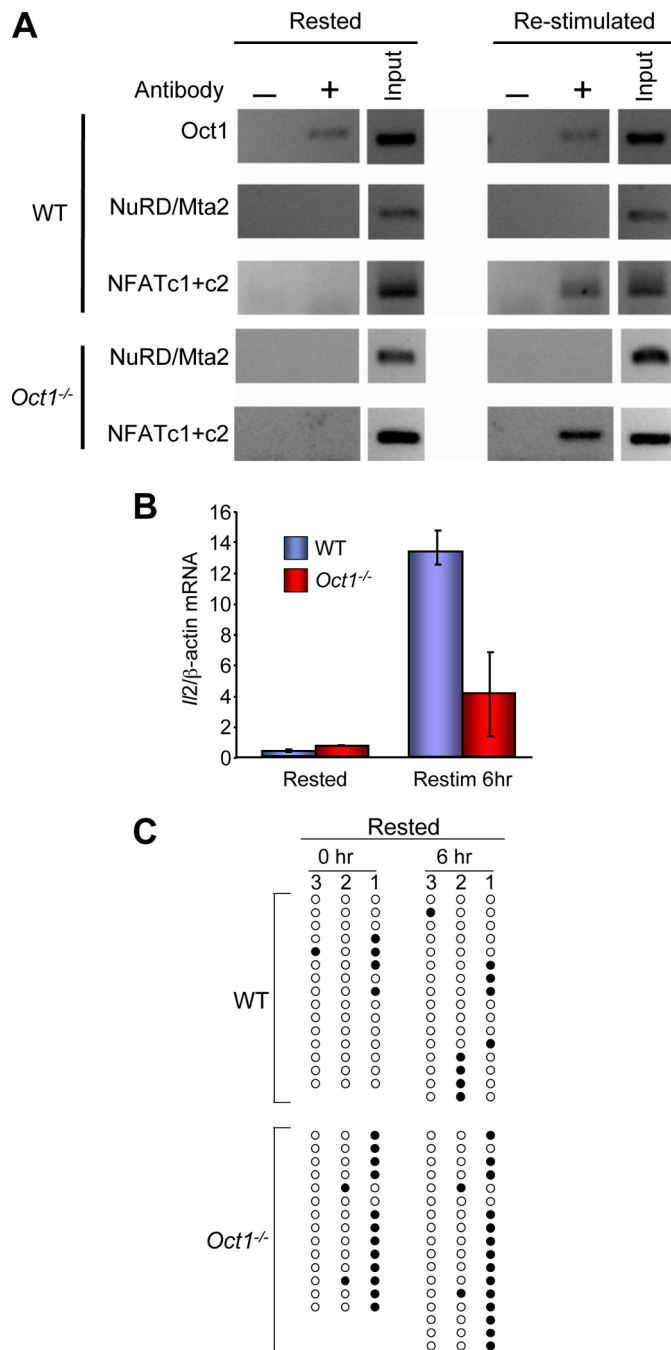 A
Rested Re-stimulated
Antibody − + Input − + Input
WT
Oct1
NuRD/Mta2
NFATc1+c2
Oct1-/-
NuRD/Mta2
NFATc1+c2
B
Il2/β-actin mRNA
16
14
12
10
8
6
4
2
0
WT
Oct1-/-
Rested Restim 6hr
C
Rested
0 hr 6 hr
3 2 1 3 2 1
WT
Oct1-/-